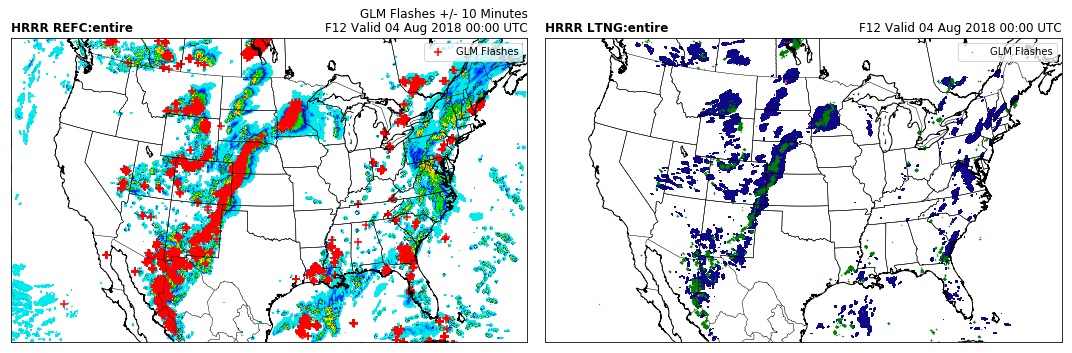 GLM Flashes +/- 10 Minutes
HRRR REFC:entire F12 Valid 04 Aug 2018 00:00 UTC
GLM Flashes
HRRR LTNG:entire F12 Valid 04 Aug 2018 00:00 UTC
GLM Flashes